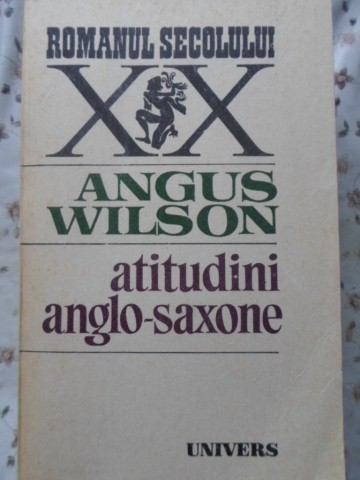 ROMANUL SECOLULUI
XX
ANGUS
WILSON
atitudini
anglo-saxone
UNIVERS